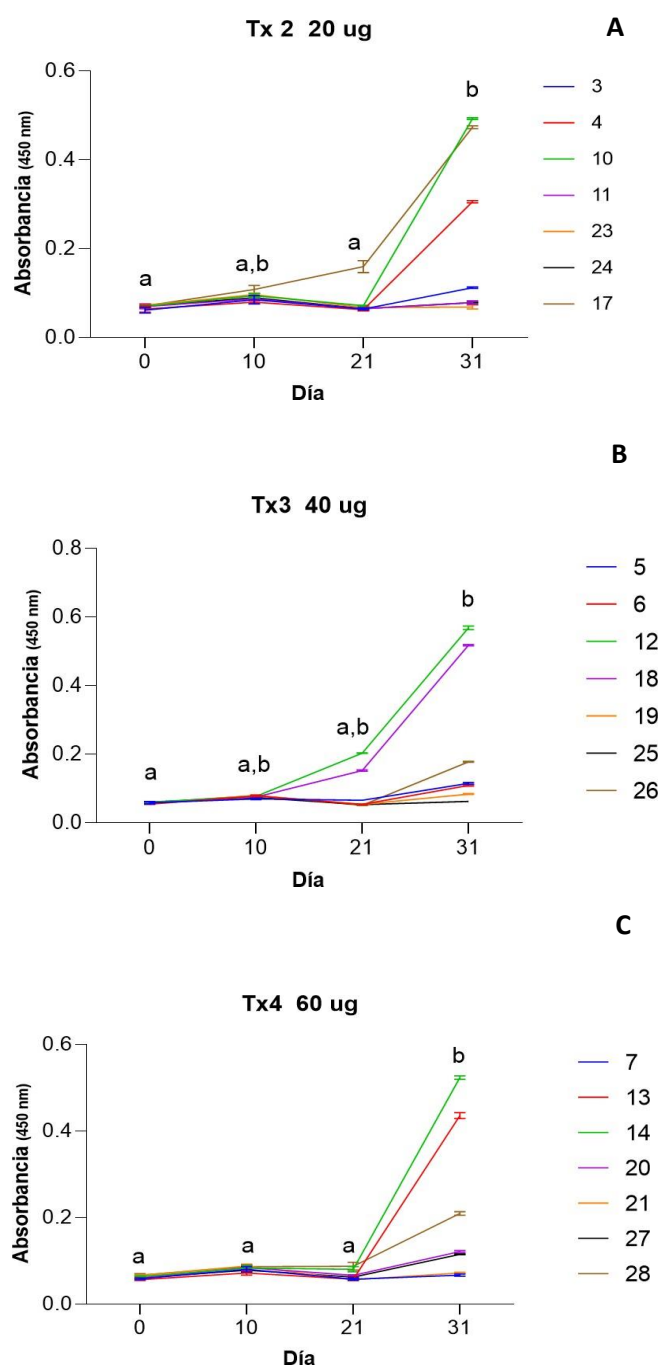 Tx 2 20 ug
A
Absorbancia (450 nm)
0.6
0.4
0.2
0.0
a
a,b
a
b
0
10
21
31
Día
3
4
10
11
23
24
17
B
Tx3 40 ug
Absorbancia (450 nm)
0.8
0.6
0.4
0.2
0.0
a
a,b
a,b
b
0
10
21
31
Día
5
6
12
18
19
25
26
C
Tx4 60 ug
Absorbancia (450 nm)
0.6
0.4
0.2
0.0
a
a
a
b
0
10
21
31
Día
7
13
14
20
21
27
28